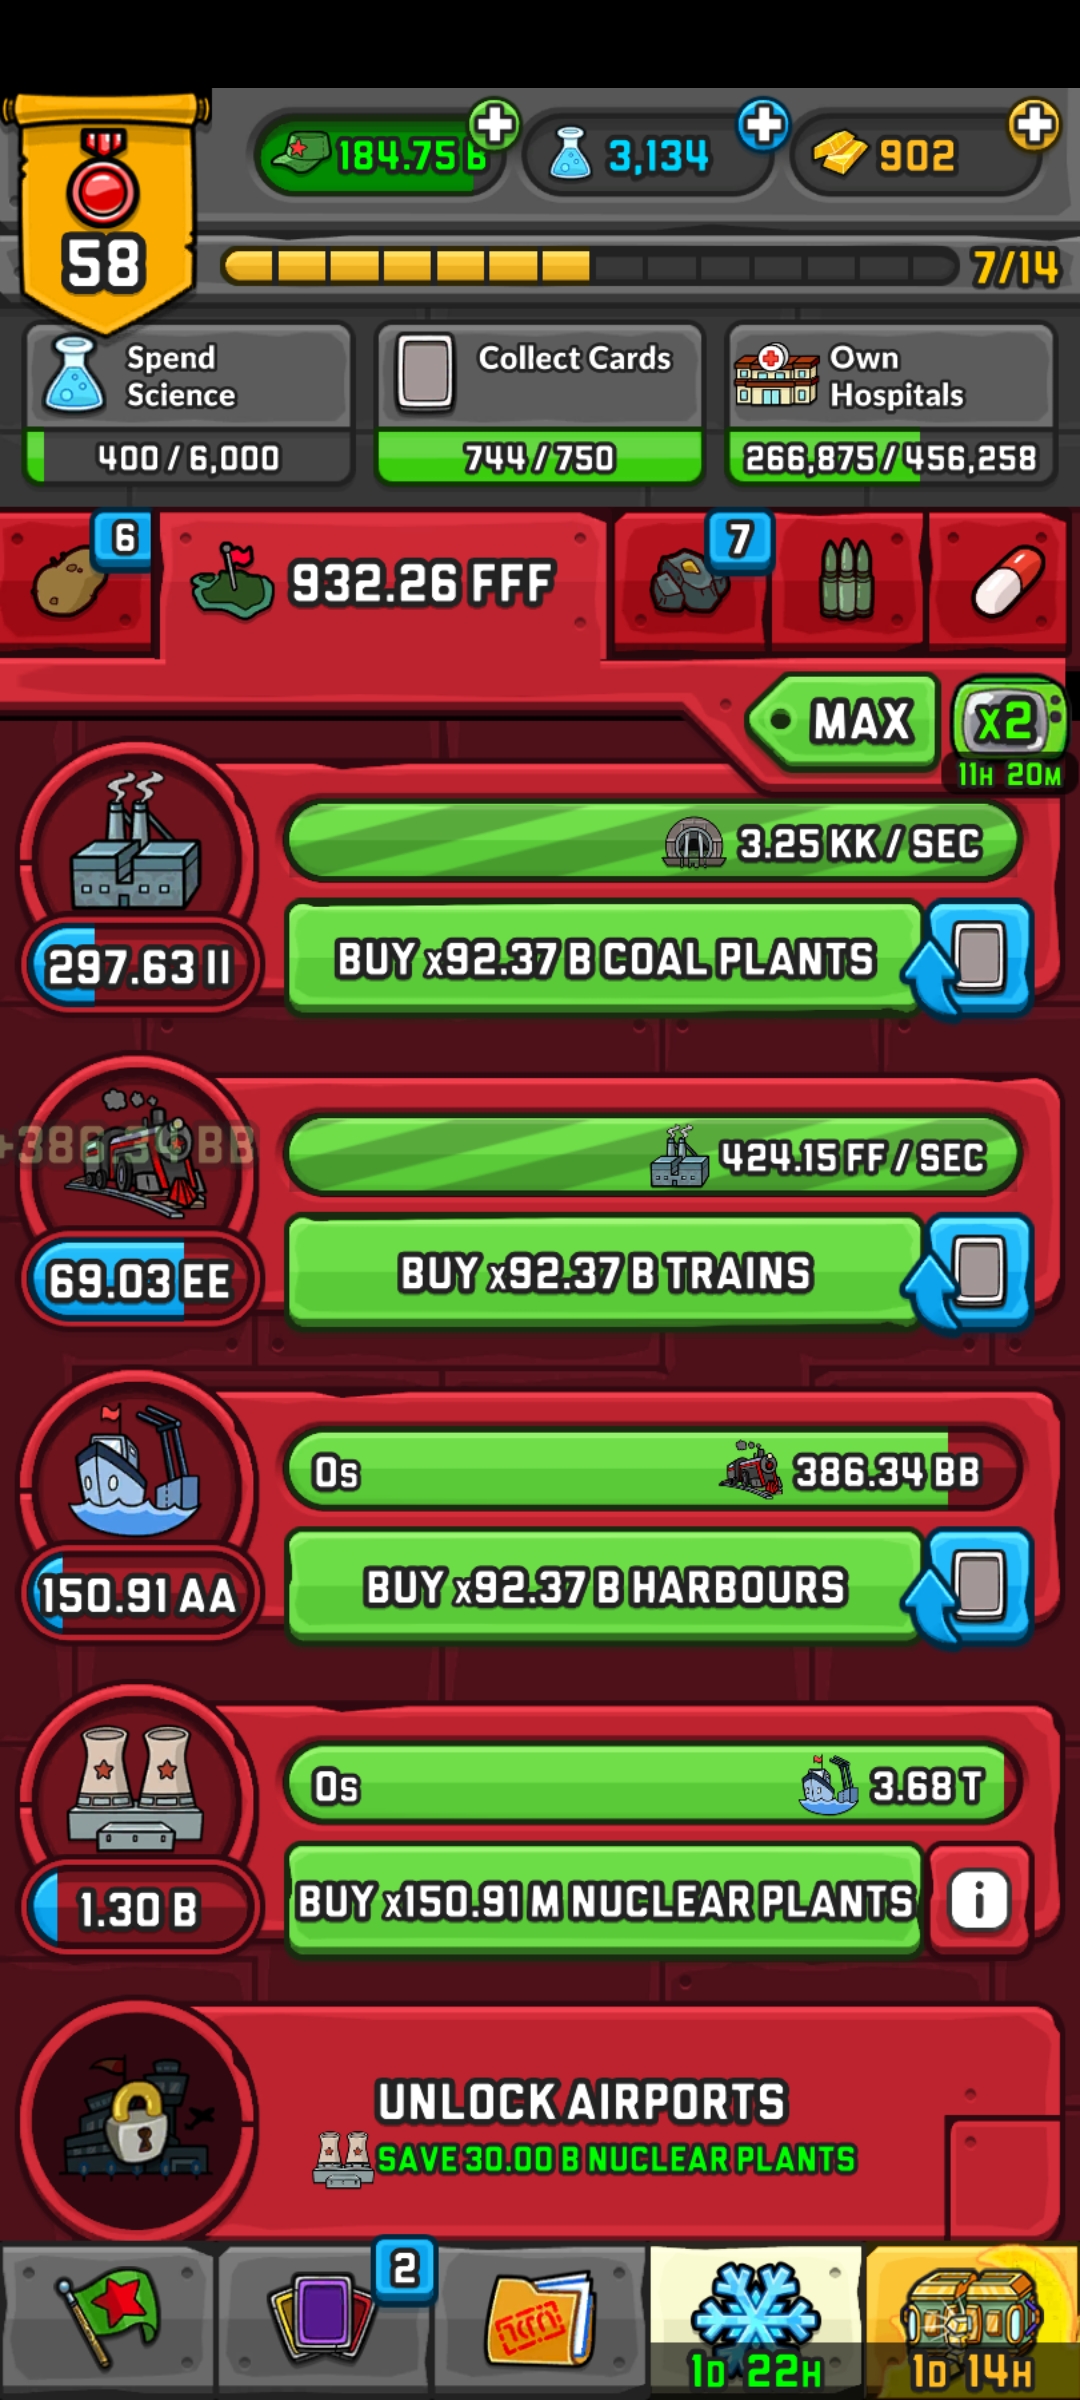 184.75 B
3,134
902
58
7/14
Spend
Science
400 / 6,000
Collect Cards
744 / 750
Own
Hospitals
266,875 / 456,258
6
932.26 FFF
7
MAX
x2
11H 20M
3.25 KK / SEC
297.63 II
BUY x92.37 B COAL PLANTS
+386.34 BB
424.15 FF / SEC
69.03 EE
BUY x92.37 B TRAINS
0s
386.34 BB
150.91 AA
BUY x92.37 B HARBOURS
0s
3.68 T
1.30 B
BUY x150.91 M NUCLEAR PLANTS
i
UNLOCK AIRPORTS
SAVE 30.00 B NUCLEAR PLANTS
2
1D 22H
1D 14H